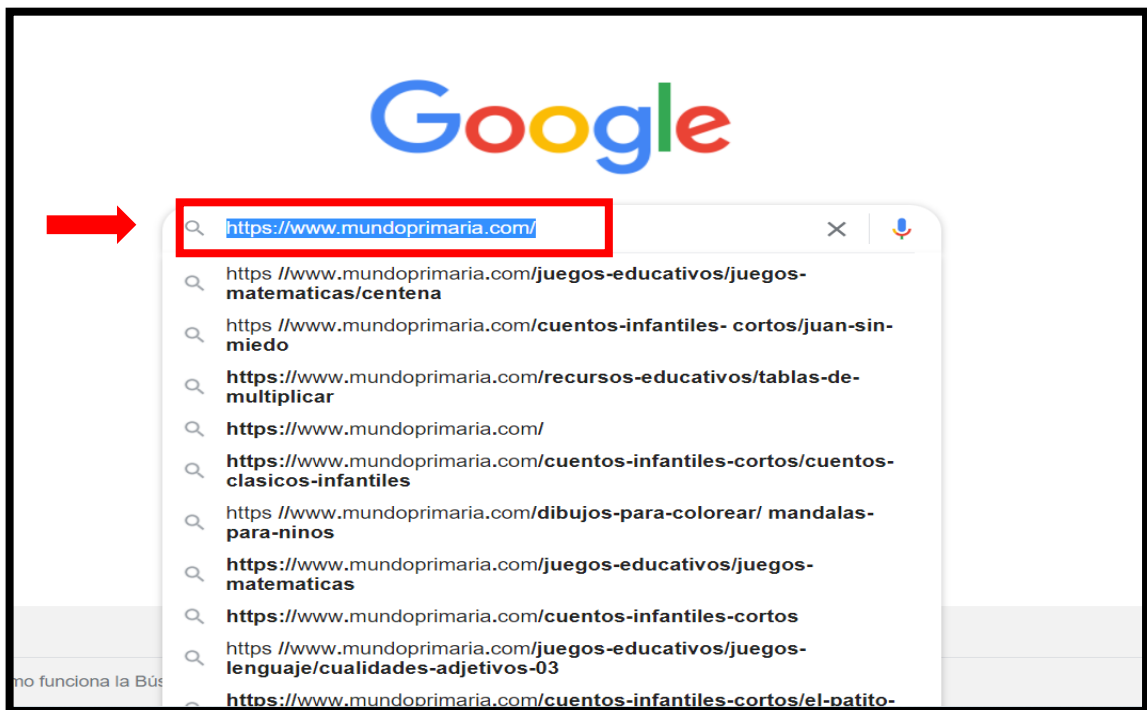 Google
https://www.mundoprimaria.com/
https //www.mundoprimaria.com/juegos-educativos/juegos-
matematicas/centena
https //www.mundoprimaria.com/cuentos-infantiles- cortos/juan-sin-
miedo
https://www.mundoprimaria.com/recursos-educativos/tablas-de-
multiplicar
https://www.mundoprimaria.com/
https://www.mundoprimaria.com/cuentos-infantiles-cortos/cuentos-
clasicos-infantiles
https //www.mundoprimaria.com/dibujos-para-colorear/ mandalas-
para-ninos
https://www.mundoprimaria.com/juegos-educativos/juegos-
matematicas
https://www.mundoprimaria.com/cuentos-infantiles-cortos
https //www.mundoprimaria.com/juegos-educativos/juegos-
lenguaje/cualidades-adjetivos-03
mo funciona la Bús
https://www.mundoprimaria.com/cuentos-infantiles-cortos/el-patito-